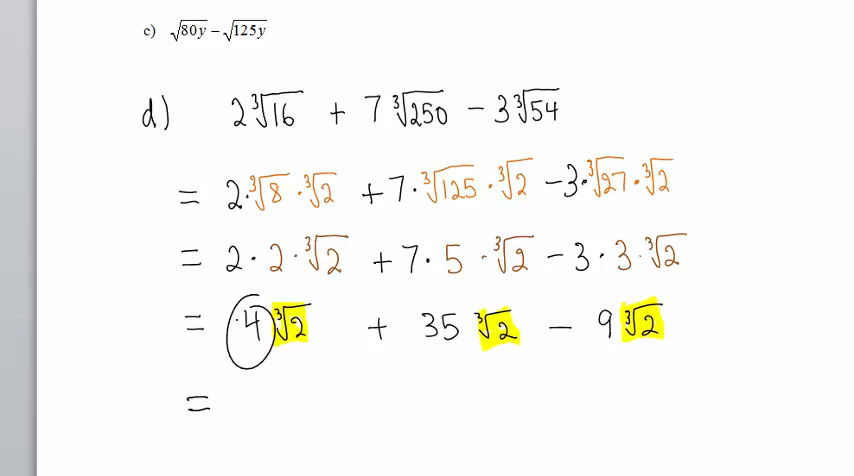 c) √80y − √125y
d) 2∛16 + 7∛250 − 3∛54
= 2·∛8 ·∛2 + 7·∛125 ·∛2 − 3·∛27 ·∛2
= 2 · 2 · ∛2 + 7 · 5 · ∛2 − 3 · 3 · ∛2
= 4 ∛2 + 35 ∛2 − 9 ∛2
=